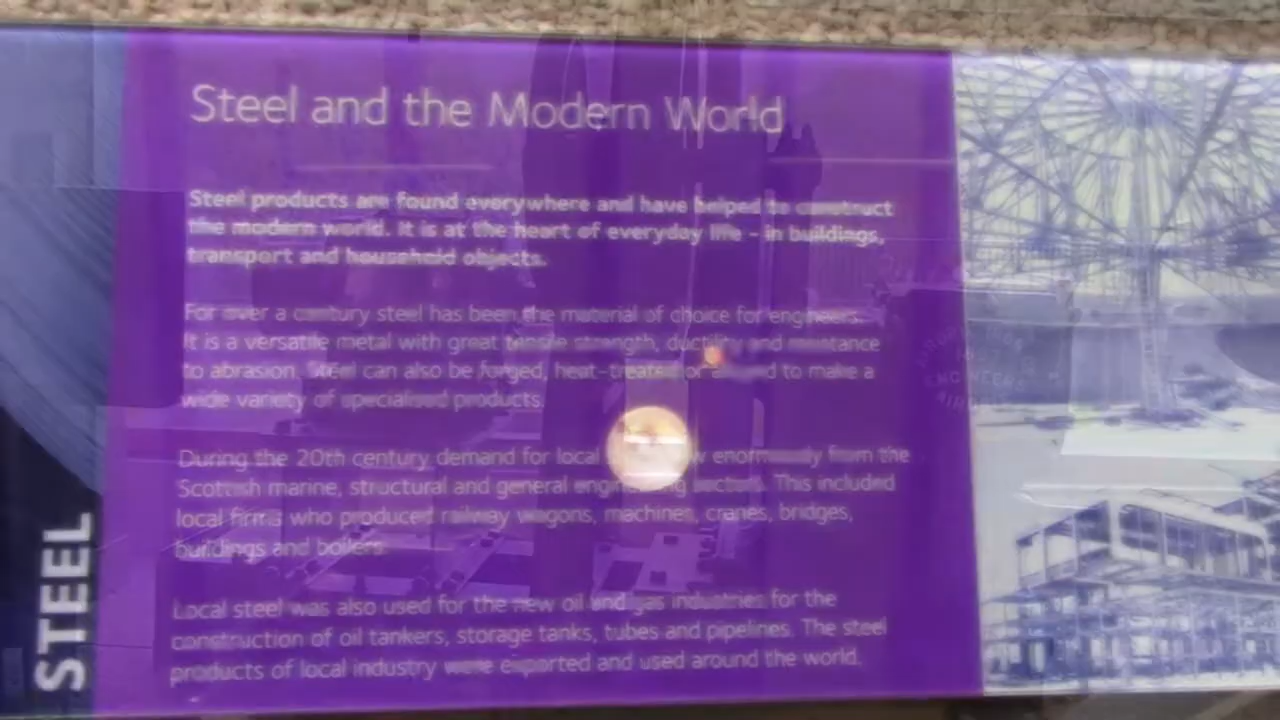 Steel and the Modern World
Steel products are found everywhere and have helped to construct
the modern world. It is at the heart of everyday life - in buildings,
transport and household objects.
For over a century steel has been the material of choice for engineers.
It is a versatile metal with great tensile strength, ductility and resistance
to abrasion. Steel can also be forged, heat-treated or to make a
wide variety of specialised products.
During the 20th century demand for local enormously from the
Scottish marine, structural and general engineering sectors. This included
local firms who produced railway wagons, machines, cranes, bridges,
buildings and boilers.
Local steel was also used for the new oil and gas industries for the
construction of oil tankers, storage tanks, tubes and pipelines. The steel
products of local industry were exported and used around the world.
STEEL